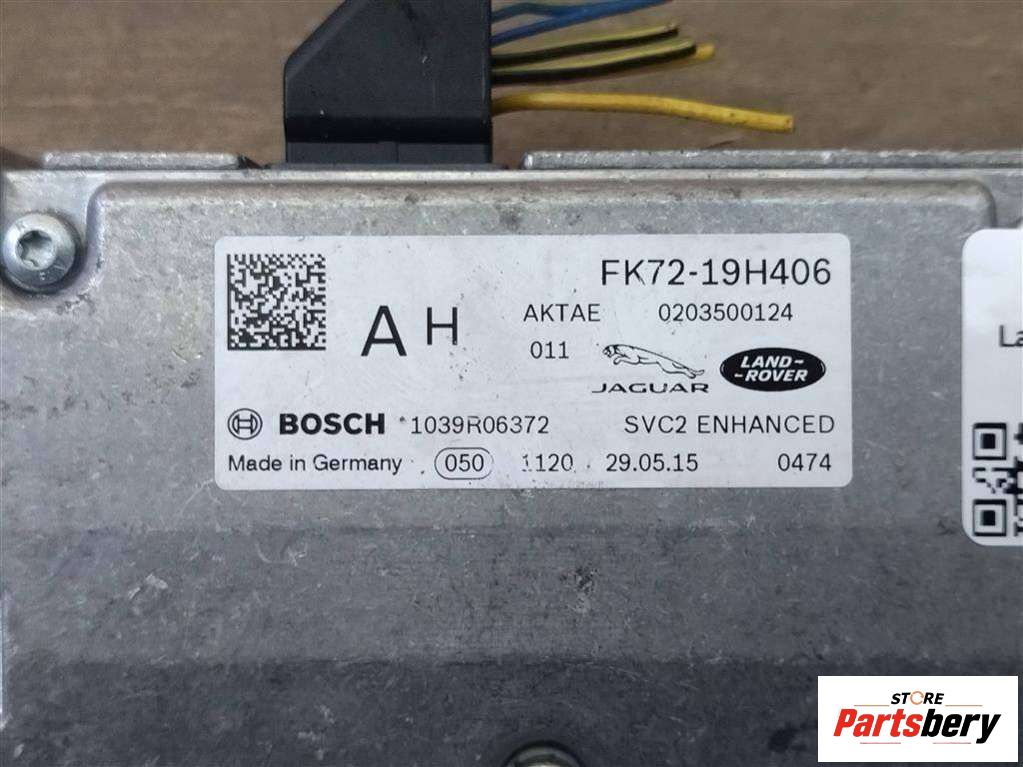 FK72-19H406
A H
AKTAE 0203500124
011
JAGUAR
LAND-
-ROVER
BOSCH *1039R06372 SVC2 ENHANCED
Made in Germany 050 1120 29.05.15 0474
La
STORE
Partsbery